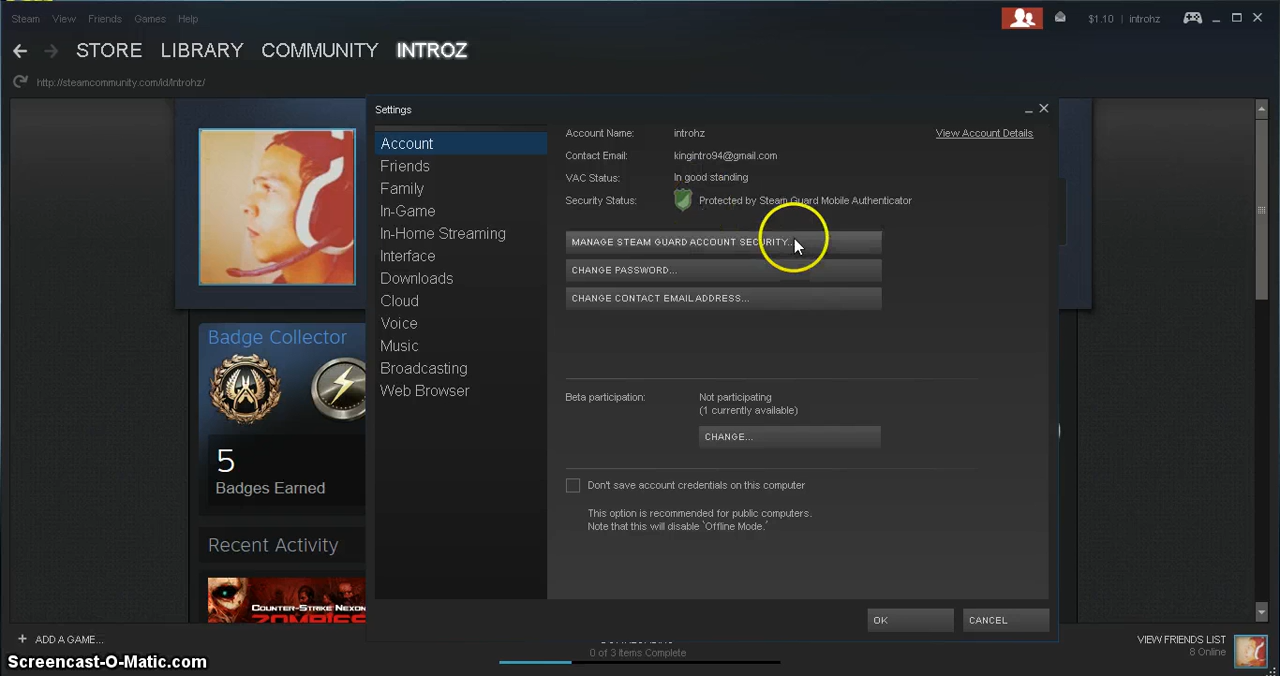 Steam View Friends Games Help
$1.10 introhz
STORE LIBRARY COMMUNITY INTROZ
http://steamcommunity.com/id/introhz/
Settings
Account
Friends
Family
In-Game
In-Home Streaming
Interface
Downloads
Cloud
Voice
Music
Broadcasting
Web Browser
Account Name: introhz
View Account Details
Contact Email: kingintro94@gmail.com
VAC Status: In good standing
Security Status: Protected by Steam Guard Mobile Authenticator
MANAGE STEAM GUARD ACCOUNT SECURITY...
CHANGE PASSWORD...
CHANGE CONTACT EMAIL ADDRESS...
Beta participation: Not participating
(1 currently available)
CHANGE...
Don't save account credentials on this computer
This option is recommended for public computers.
Note that this will disable 'Offline Mode.'
OK CANCEL
Badge Collector
5
Badges Earned
Recent Activity
COUNTER-STRIKE NEXON
ZOMBIES
+ ADD A GAME...
0 of 3 Items Complete
VIEW FRIENDS LIST
8 Online
Screencast-O-Matic.com